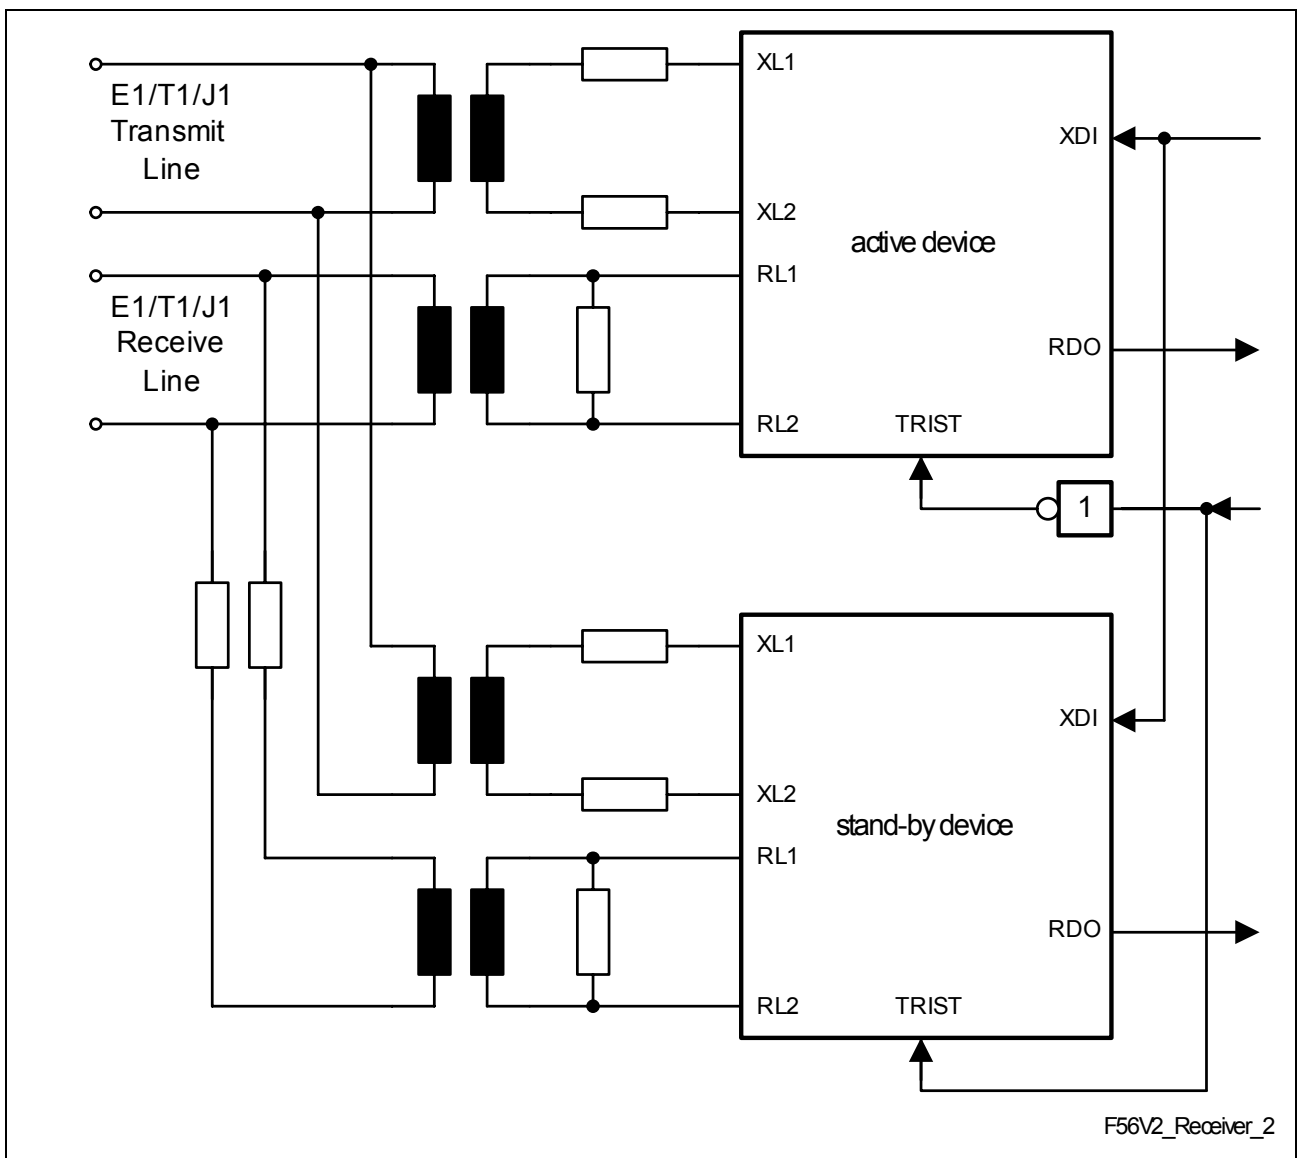 E1/T1/J1
Transmit
Line
E1/T1/J1
Receive
Line
XL1
XDI
XL2
active device
RL1
RDO
RL2
TRIST
1
XL1
XDI
XL2
stand-by device
RL1
RDO
RL2
TRIST
F56V2_Receiver_2